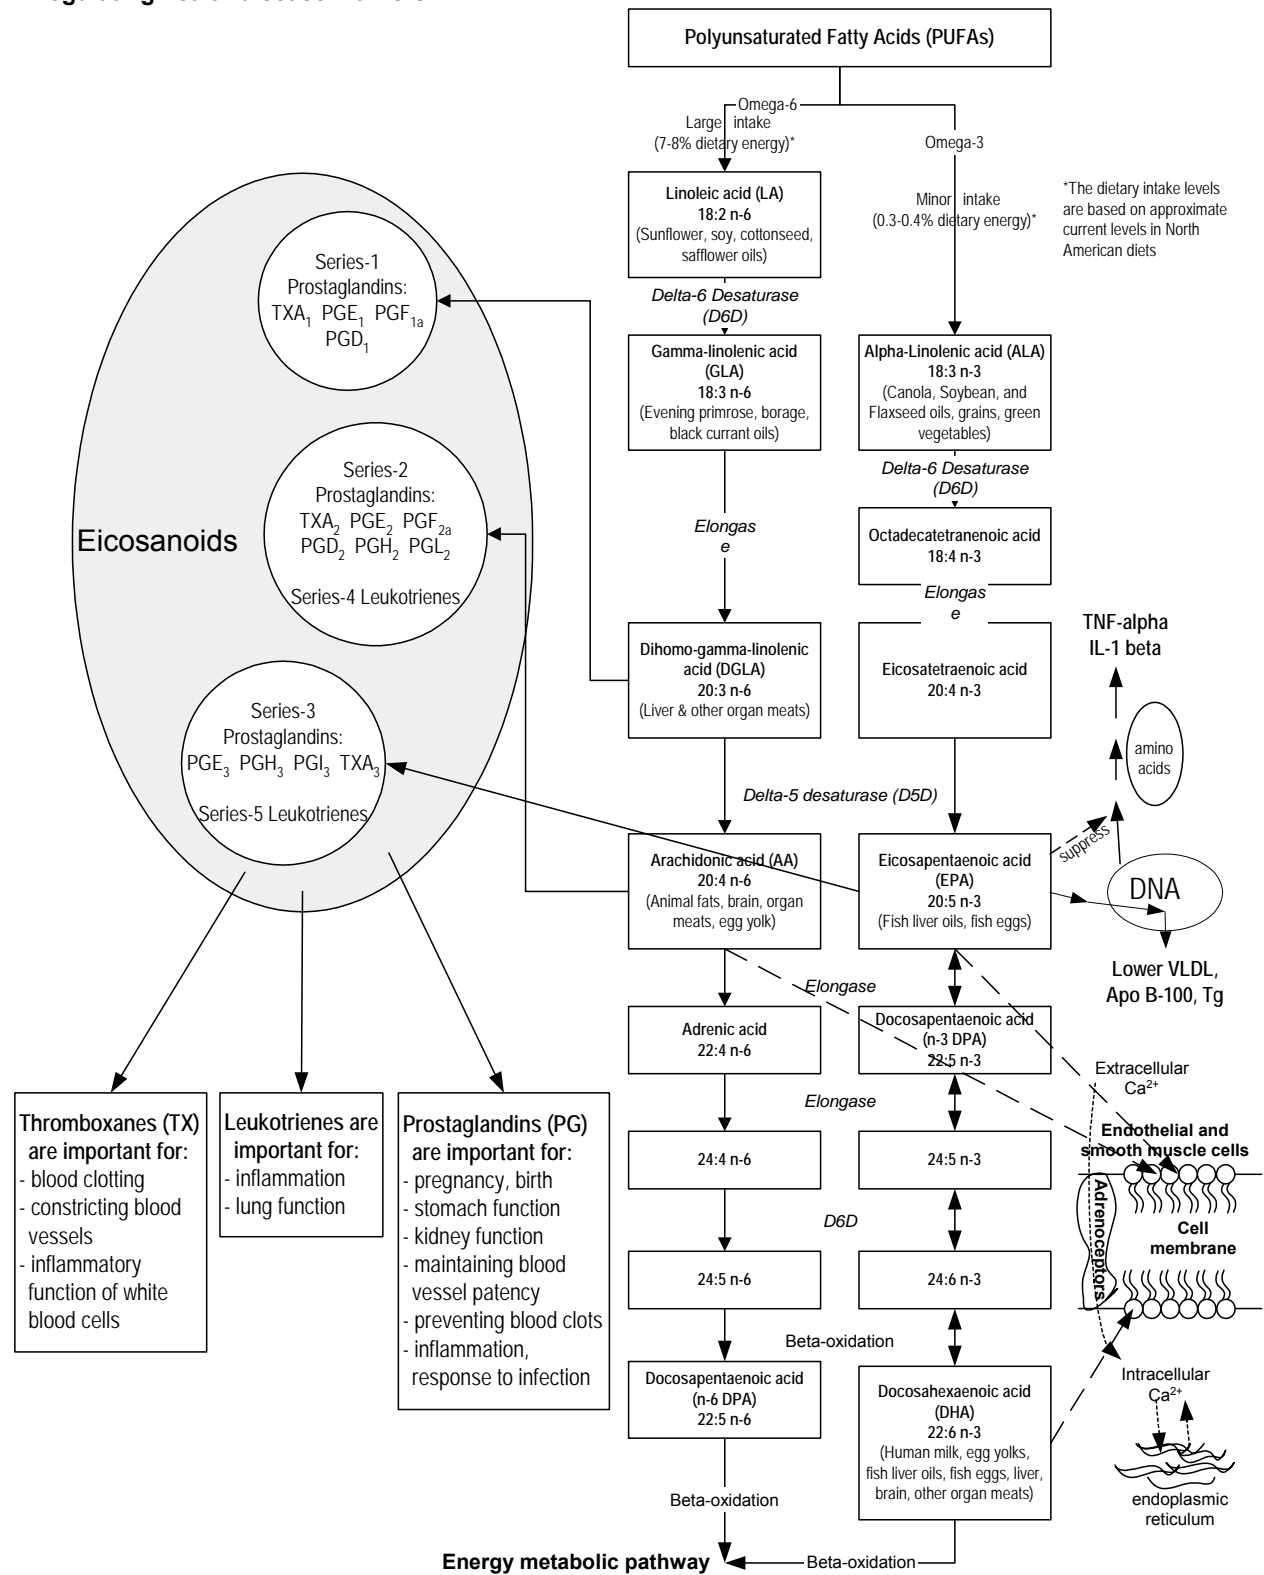 Polyunsaturated Fatty Acids (PUFAs)
Omega-6
Large intake
(7-8% dietary energy)*
Omega-3
Minor intake
(0.3-0.4% dietary energy)*
*The dietary intake levels
are based on approximate
current levels in North
American diets
Linoleic acid (LA)
18:2 n-6
(Sunflower, soy, cottonseed,
safflower oils)
Delta-6 Desaturase
(D6D)
Gamma-linolenic acid
(GLA)
18:3 n-6
(Evening primrose, borage,
black currant oils)
Alpha-Linolenic acid (ALA)
18:3 n-3
(Canola, Soybean, and
Flaxseed oils, grains, green
vegetables)
Delta-6 Desaturase
(D6D)
Elongas
e
Octadecatetranenoic acid
18:4 n-3
Elongas
e
Dihomo-gamma-linolenic
acid (DGLA)
20:3 n-6
(Liver & other organ meats)
Eicosatetraenoic acid
20:4 n-3
Delta-5 desaturase (D5D)
Arachidonic acid (AA)
20:4 n-6
(Animal fats, brain, organ
meats, egg yolk)
Eicosapentaenoic acid
(EPA)
20:5 n-3
(Fish liver oils, fish eggs)
TNF-alpha
IL-1 beta
amino
acids
suppress
DNA
Lower VLDL,
Apo B-100, Tg
Elongase
Adrenic acid
22:4 n-6
Docosapentaenoic acid
(n-3 DPA)
22:5 n-3
Elongase
24:4 n-6
24:5 n-3
D6D
24:5 n-6
24:6 n-3
Beta-oxidation
Docosapentaenoic acid
(n-6 DPA)
22:5 n-6
Docosahexaenoic acid
(DHA)
22:6 n-3
(Human milk, egg yolks,
fish liver oils, fish eggs, liver,
brain, other organ meats)
Beta-oxidation
Energy metabolic pathway
Beta-oxidation
Extracellular
Ca2+
Endothelial and
smooth muscle cells
Adrenoceptors
Cell
membrane
Intracellular
Ca2+
endoplasmic
reticulum
Eicosanoids
Series-1
Prostaglandins:
TXA1 PGE1 PGF1a
PGD1
Series-2
Prostaglandins:
TXA2 PGE2 PGF2a
PGD2 PGH2 PGL2
Series-4 Leukotrienes
Series-3
Prostaglandins:
PGE3 PGH3 PGI3 TXA3
Series-5 Leukotrienes
Thromboxanes (TX)
are important for:
- blood clotting
- constricting blood
vessels
- inflammatory
function of white
blood cells
Leukotrienes are
important for:
- inflammation
- lung function
Prostaglandins (PG)
are important for:
- pregnancy, birth
- stomach function
- kidney function
- maintaining blood
vessel patency
- preventing blood clots
- inflammation,
response to infection